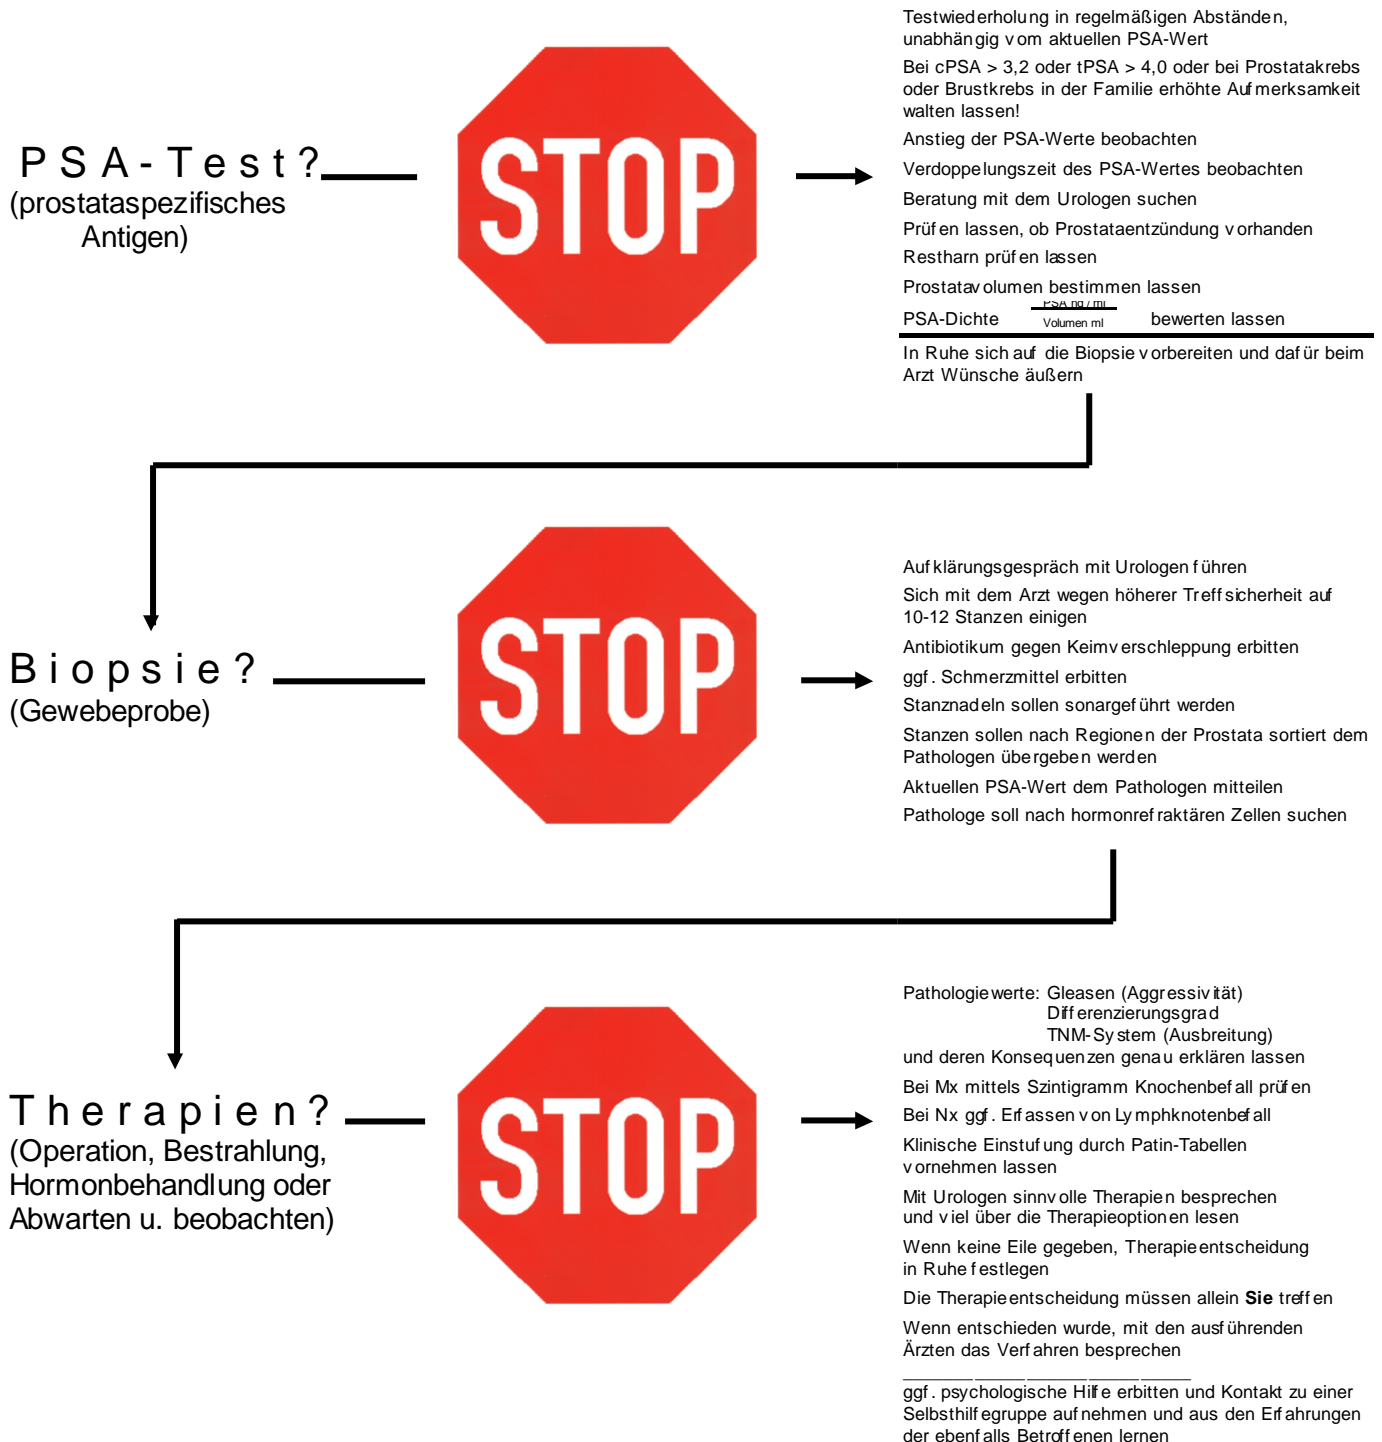 PSA-Test?
(prostataspezifisches
Antigen)
STOP
Testwiederholung in regelmäßigen Abständen,
unabhängig vom aktuellen PSA-Wert
Bei cPSA > 3,2 oder tPSA > 4,0 oder bei Prostatakrebs
oder Brustkrebs in der Familie erhöhte Aufmerksamkeit
walten lassen!
Anstieg der PSA-Werte beobachten
Verdoppelungszeit des PSA-Wertes beobachten
Beratung mit dem Urologen suchen
Prüfen lassen, ob Prostataentzündung vorhanden
Restharn prüfen lassen
Prostatavolumen bestimmen lassen
PSA ng / ml
PSA-Dichte Volumen ml bewerten lassen
In Ruhe sich auf die Biopsie vorbereiten und dafür beim
Arzt Wünsche äußern
Biopsie?
(Gewebeprobe)
STOP
Aufklärungsgespräch mit Urologen führen
Sich mit dem Arzt wegen höherer Treffsicherheit auf
10-12 Stanzen einigen
Antibiotikum gegen Keimverschleppung erbitten
ggf. Schmerzmittel erbitten
Stanznadeln sollen sonargeführt werden
Stanzen sollen nach Regionen der Prostata sortiert dem
Pathologen übergeben werden
Aktuellen PSA-Wert dem Pathologen mitteilen
Pathologe soll nach hormonrefraktären Zellen suchen
Therapien?
(Operation, Bestrahlung,
Hormonbehandlung oder
Abwarten u. beobachten)
STOP
Pathologiewerte: Gleasen (Aggressivität)
Differenzierungsgrad
TNM-System (Ausbreitung)
und deren Konsequenzen genau erklären lassen
Bei Mx mittels Szintigramm Knochenbefall prüfen
Bei Nx ggf. Erfassen von Lymphknotenbefall
Klinische Einstufung durch Patin-Tabellen
vornehmen lassen
Mit Urologen sinnvolle Therapien besprechen
und viel über die Therapieoptionen lesen
Wenn keine Eile gegeben, Therapieentscheidung
in Ruhe festlegen
Die Therapieentscheidung müssen allein Sie treffen
Wenn entschieden wurde, mit den ausführenden
Ärzten das Verfahren besprechen
ggf. psychologische Hilfe erbitten und Kontakt zu einer
Selbsthilfegruppe aufnehmen und aus den Erfahrungen
der ebenfalls Betroffenen lernen